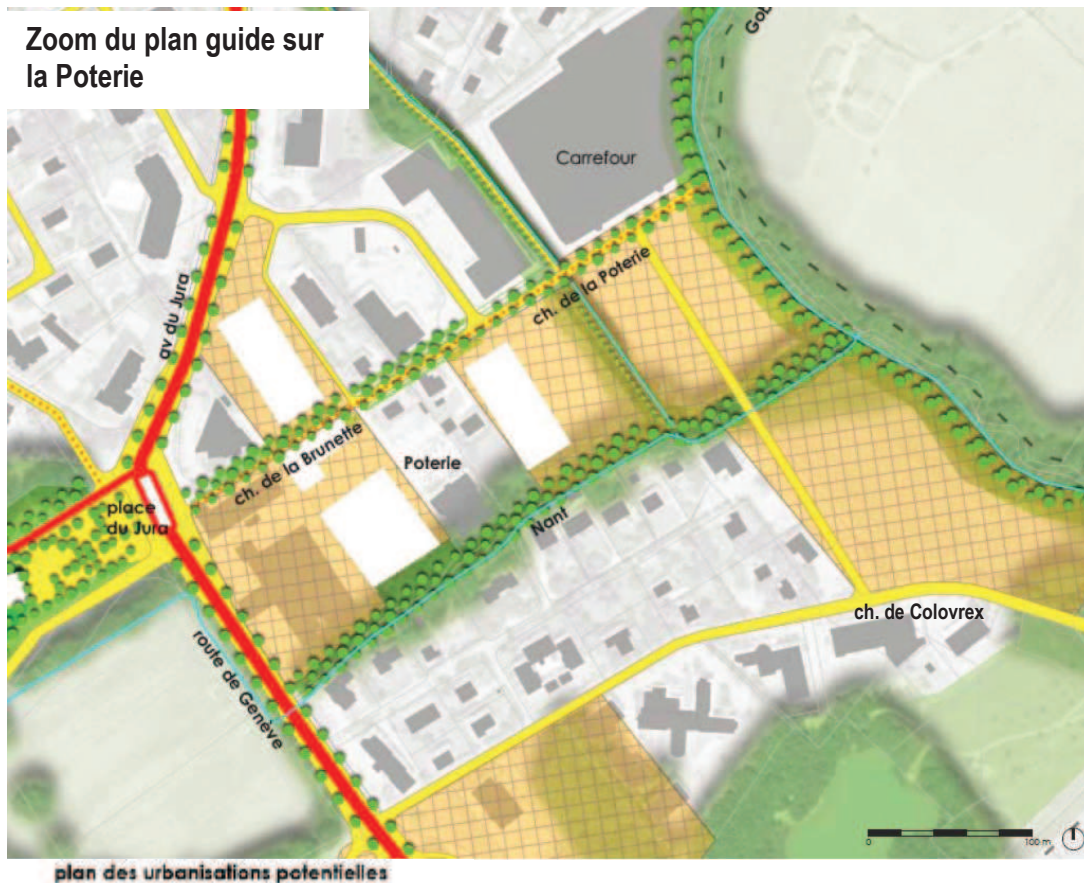 Zoom du plan guide sur
la Poterie
Carrefour
av du Jura
ch. de la Poterie
ch. de la Brunette
Poterie
place
du Jura
Nant
ch. de Colovrex
route de Genève
100 m
plan des urbanisations potentielles